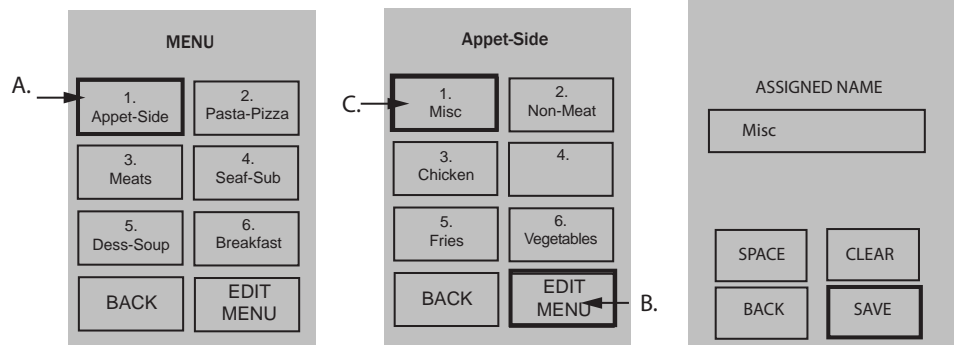 MENU
A.
1.
Appet-Side
2.
Pasta-Pizza
3.
Meats
4.
Seaf-Sub
5.
Dess-Soup
6.
Breakfast
BACK
EDIT
MENU
Appet-Side
C.
1.
Misc
2.
Non-Meat
3.
Chicken
4.
5.
Fries
6.
Vegetables
BACK
EDIT
MENU
B.
ASSIGNED NAME
Misc
SPACE
CLEAR
BACK
SAVE